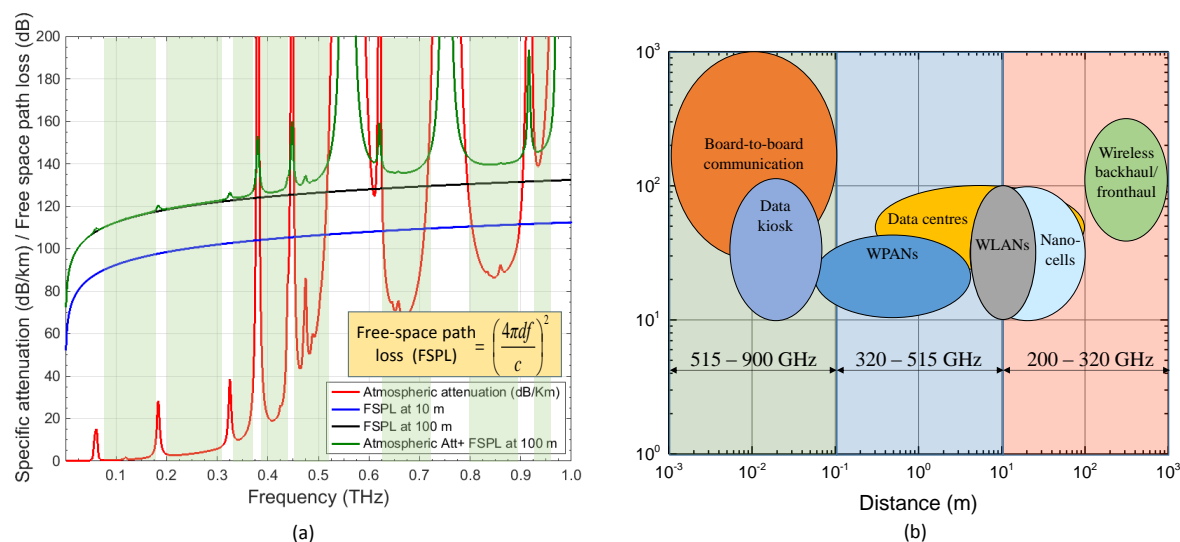 Specific attenuation (dB/km) / Free space path loss (dB)
200
180
160
140
120
100
80
60
40
20
0
0.1
0.2
0.3
0.4
0.5
0.6
0.7
0.8
0.9
1.0
Frequency (THz)
Free-space path
loss (FSPL)
= (4πdf/c)²
Atmospheric attenuation (dB/Km)
FSPL at 10 m
FSPL at 100 m
Atmospheric Att+ FSPL at 100 m
(a)
10³
10²
10¹
10⁰
Board-to-board
communication
Data
kiosk
Data centres
WPANs
WLANs
Nano-
cells
Wireless
backhaul/
fronthaul
515 – 900 GHz
320 – 515 GHz
200 – 320 GHz
10⁻³
10⁻²
10⁻¹
10⁰
10¹
10²
10³
Distance (m)
(b)